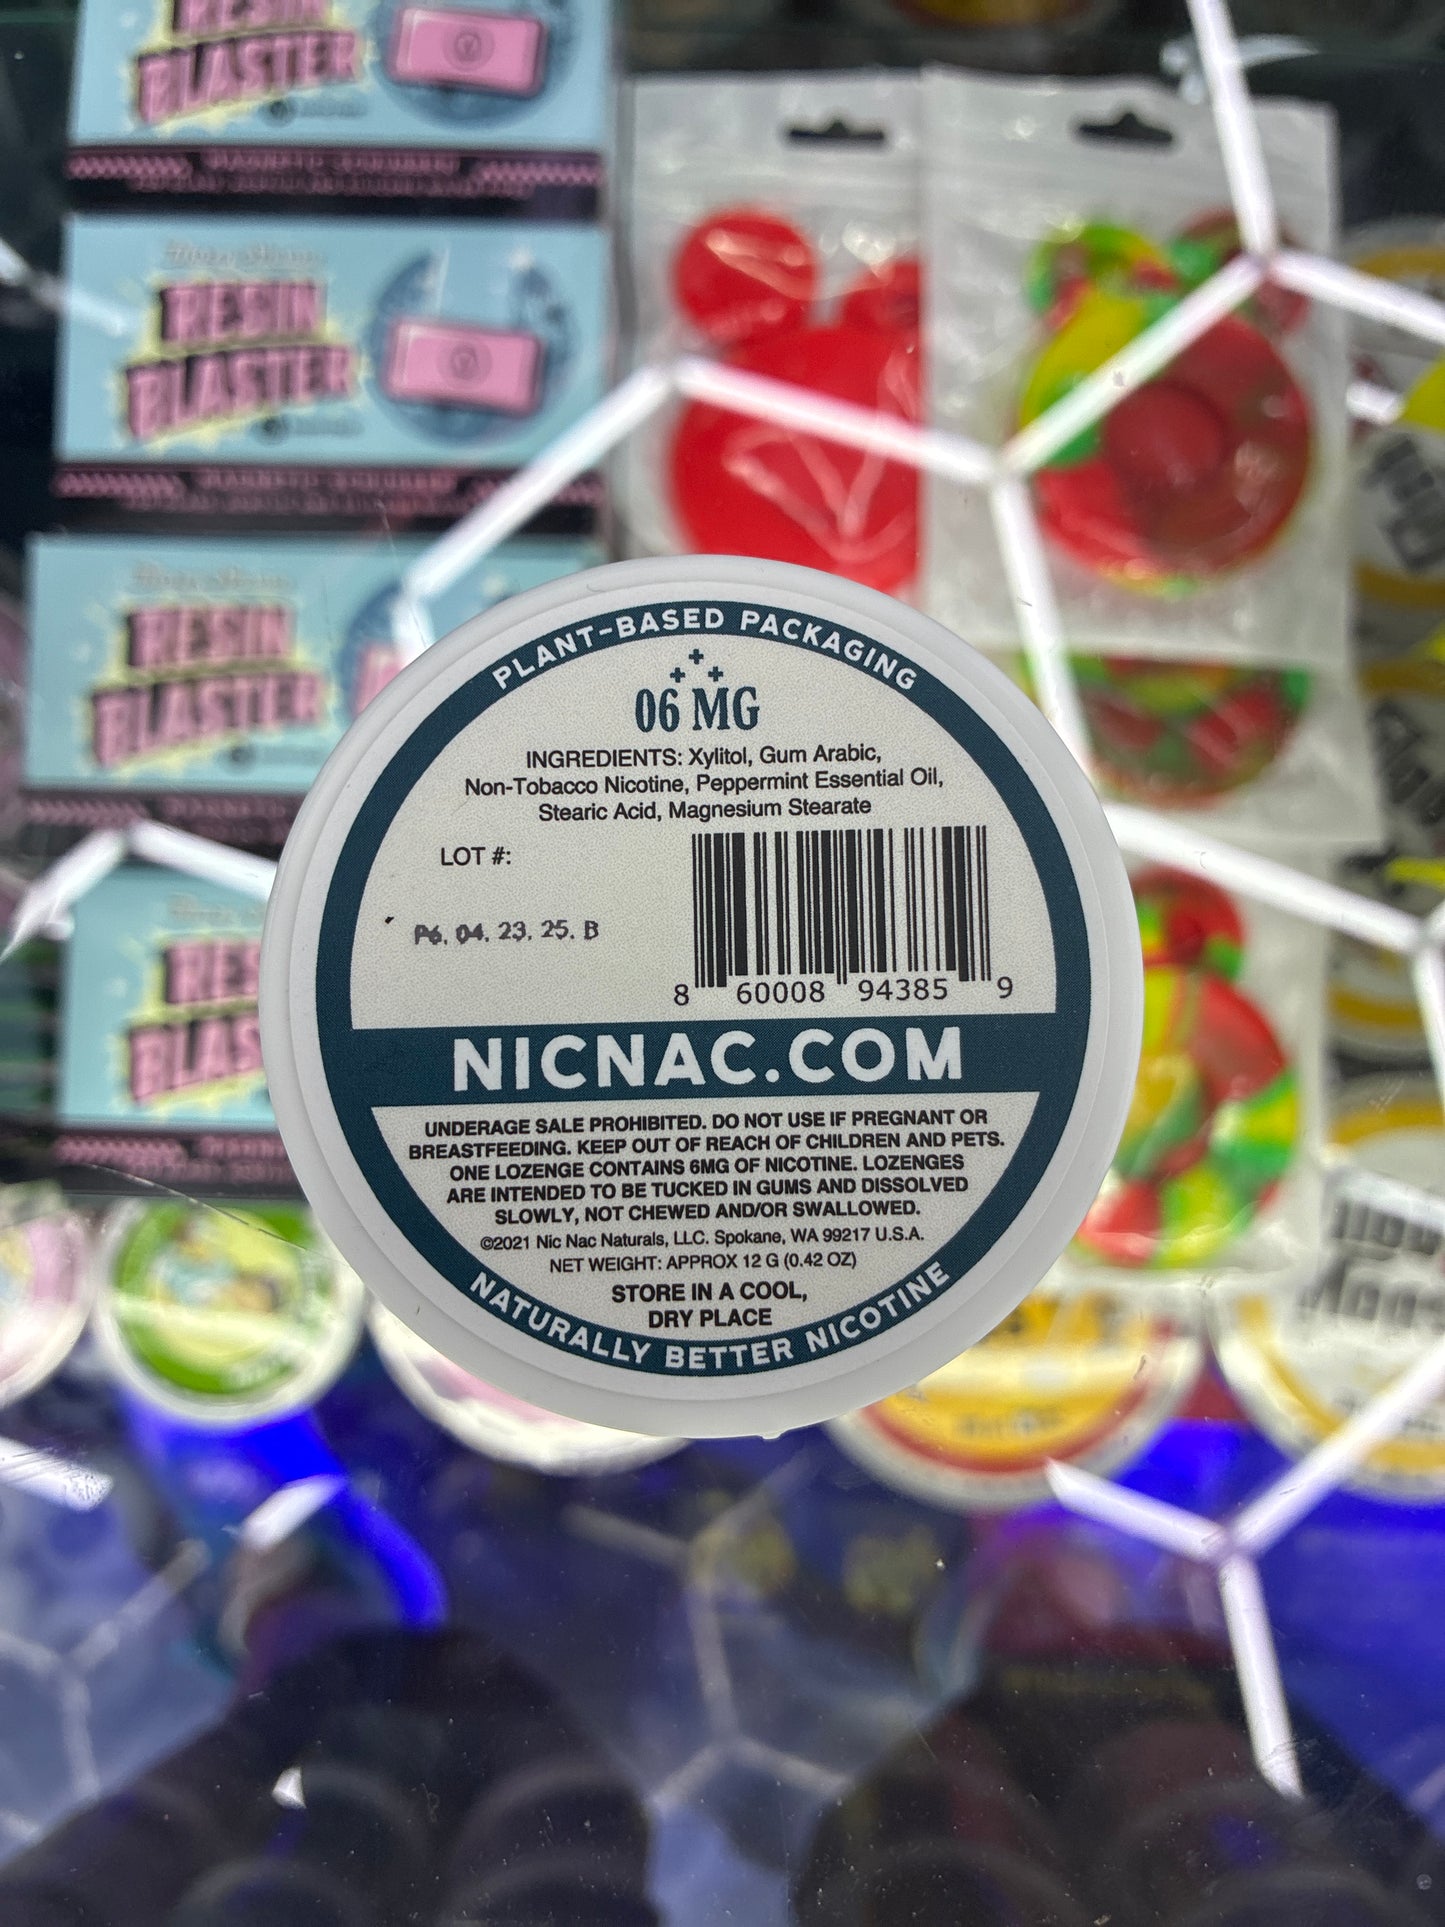 RESIN
BLASTER
RESIN
BLASTER
RESIN
BLASTER
BLAS
PLANT-BASED PACKAGING
06 MG
INGREDIENTS: Xylitol, Gum Arabic,
Non-Tobacco Nicotine, Peppermint Essential Oil,
Stearic Acid, Magnesium Stearate
LOT #:
P6. 04. 23. 25. B
8 60008 94385 9
NICNAC.COM
UNDERAGE SALE PROHIBITED. DO NOT USE IF PREGNANT OR
BREASTFEEDING. KEEP OUT OF REACH OF CHILDREN AND PETS.
ONE LOZENGE CONTAINS 6MG OF NICOTINE. LOZENGES
ARE INTENDED TO BE TUCKED IN GUMS AND DISSOLVED
SLOWLY, NOT CHEWED AND/OR SWALLOWED.
©2021 Nic Nac Naturals, LLC. Spokane, WA 99217 U.S.A.
NET WEIGHT: APPROX 12 G (0.42 OZ)
STORE IN A COOL,
DRY PLACE
NATURALLY BETTER NICOTINE